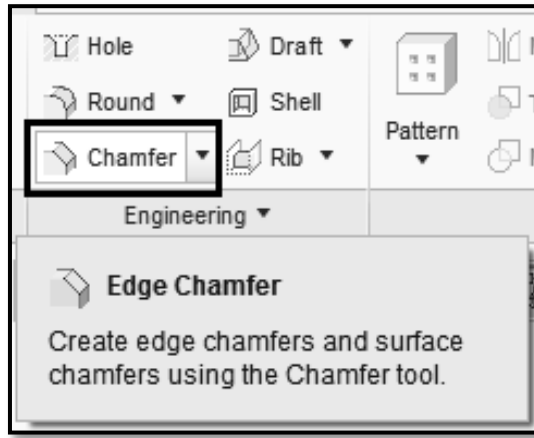 Hole
Draft
Round
Shell
Chamfer
Rib
Pattern
Engineering
Edge Chamfer
Create edge chamfers and surface
chamfers using the Chamfer tool.